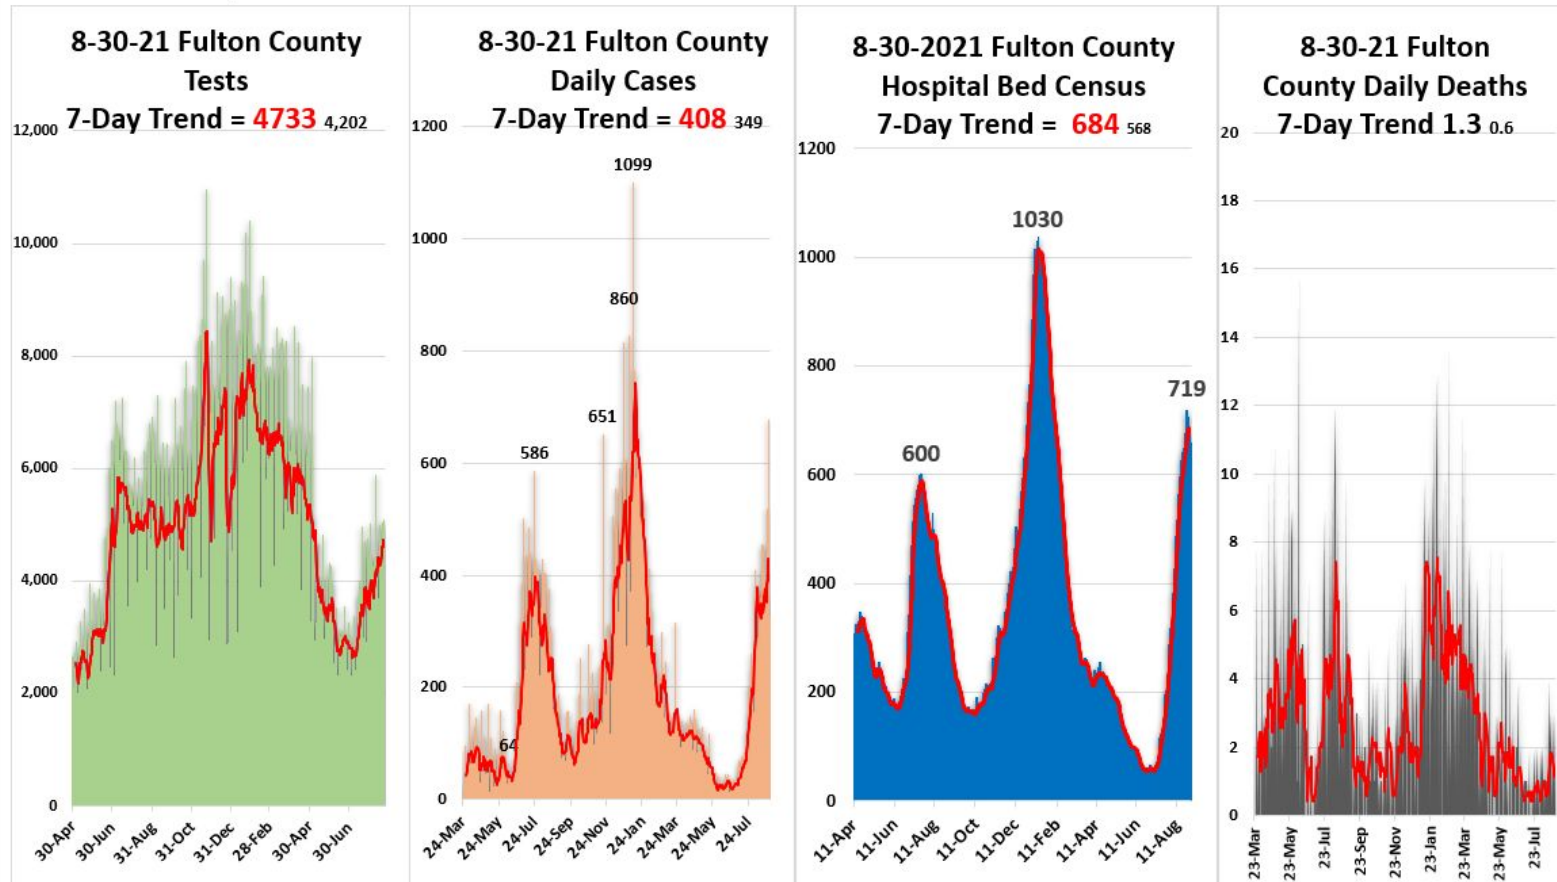 8-30-21 Fulton County
Tests
7-Day Trend = 4733 4,202
12,000
10,000
8,000
6,000
4,000
2,000
0
30-Apr
30-Jun
31-Aug
31-Oct
31-Dec
28-Feb
30-Apr
30-Jun
8-30-21 Fulton County
Daily Cases
7-Day Trend = 408 349
1200
1099
1000
860
800
651
586
600
400
200
64
0
24-Mar
24-May
24-Jul
24-Sep
24-Nov
24-Jan
24-Mar
24-May
24-Jul
8-30-2021 Fulton County
Hospital Bed Census
7-Day Trend = 684 568
1200
1030
1000
800
719
600
600
400
200
0
11-Apr
11-Jun
11-Aug
11-Oct
11-Dec
11-Feb
11-Apr
11-Jun
11-Aug
8-30-21 Fulton
County Daily Deaths
7-Day Trend 1.3 0.6
20
18
16
14
12
10
8
6
4
2
0
23-Mar
23-May
23-Jul
23-Sep
23-Nov
23-Jan
23-Mar
23-May
23-Jul